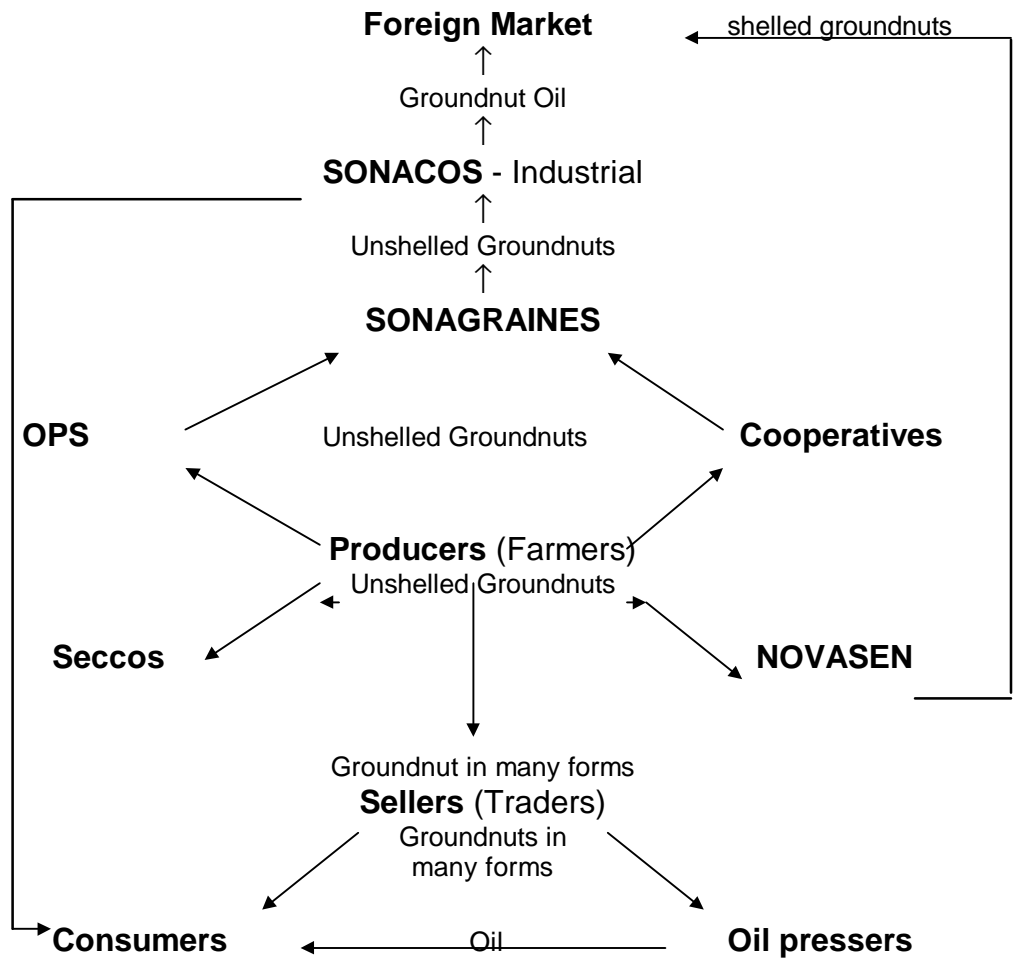 Foreign Market
shelled groundnuts
Groundnut Oil
SONACOS - Industrial
Unshelled Groundnuts
SONAGRAINES
OPS
Unshelled Groundnuts
Cooperatives
Producers (Farmers)
Unshelled Groundnuts
Seccos
NOVASEN
Groundnut in many forms
Sellers (Traders)
Groundnuts in
many forms
Consumers
Oil
Oil pressers